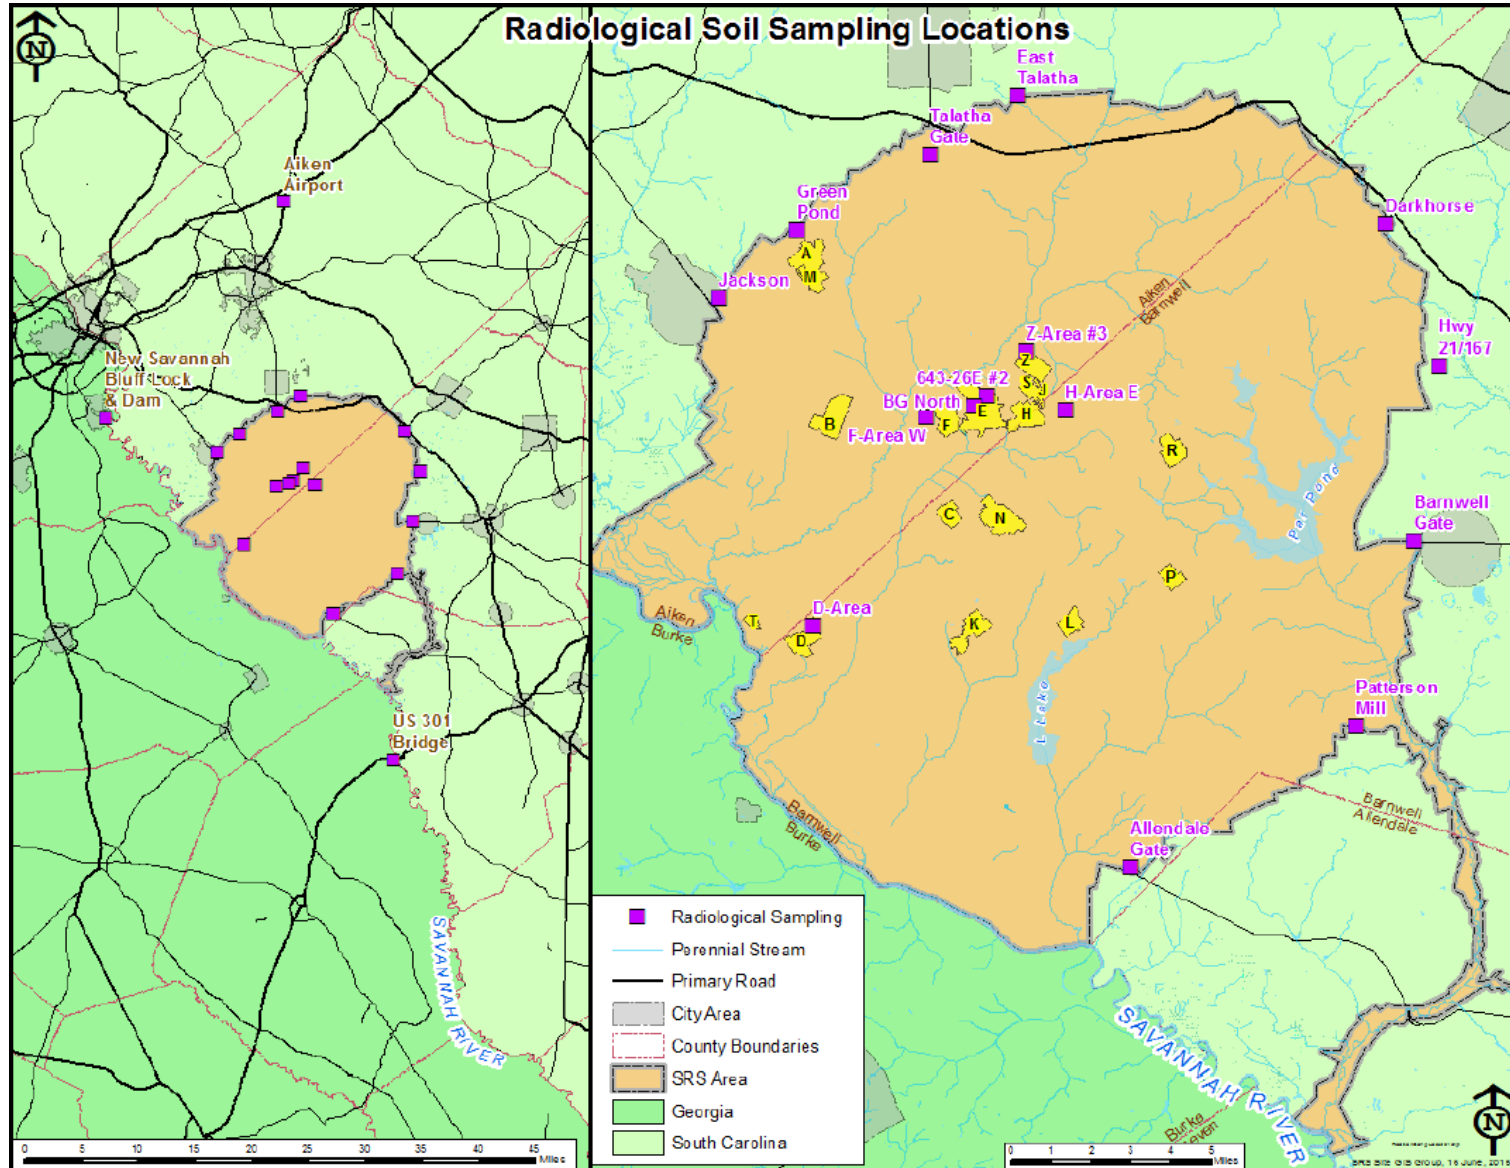 Radiological Soil Sampling Locations
N
Aiken
Airport
New Savannah
Bluff Lock
& Dam
US 301
Bridge
SAVANNAH RIVER
0 5 10 15 20 25 30 35 40 45
Miles
East
Talatha
Talatha
Gate
Green
Pond
Darkhorse
A
M
Jackson
Aiken
Barnwell
Hwy
21/167
Z-Area #3
Z
643-26E #2
S
BG North
H-Area E
B
E
H
F
F-Area W
R
Par Pond
Barnwell
Gate
C
N
P
Aiken
Burke
D-Area
T
K
L
D
L Lake
Patterson
Mill
Barnwell
Burke
Barnwell
Allendale
Allendale
Gate
Radiological Sampling
Perennial Stream
Primary Road
City Area
County Boundaries
SRS Area
Georgia
South Carolina
SAVANNAH RIVER
Burke
N
0 1 2 3 4 5
Miles